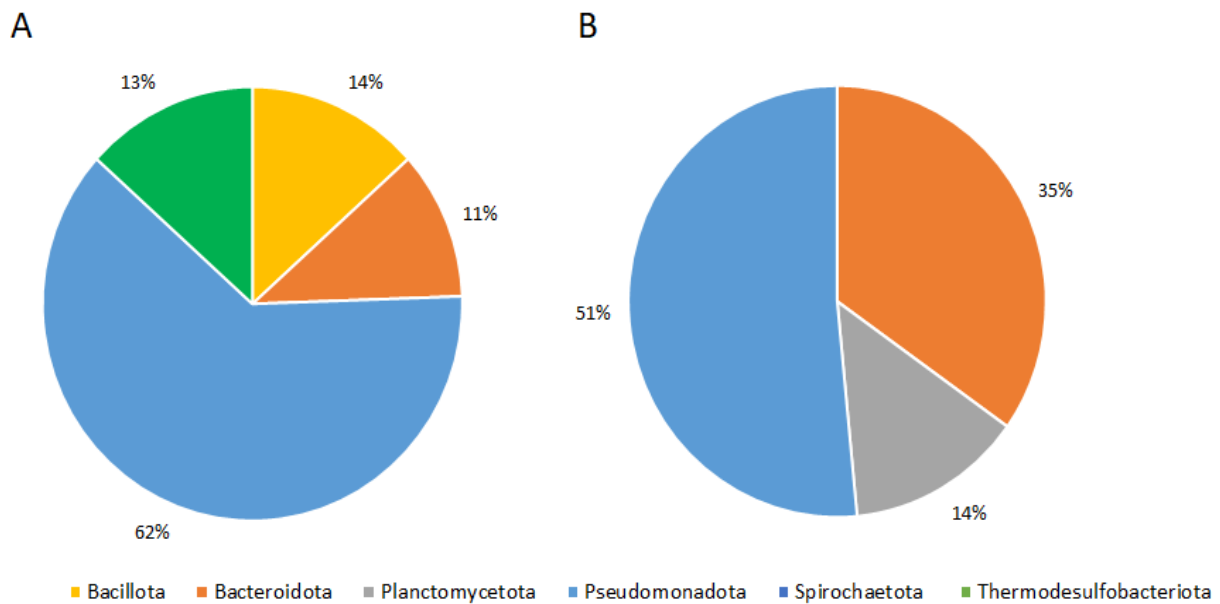 A
B
13%
14%
11%
62%
35%
51%
14%
Bacillota
Bacteroidota
Planctomycetota
Pseudomonadota
Spirochaetota
Thermodesulfobacteriota